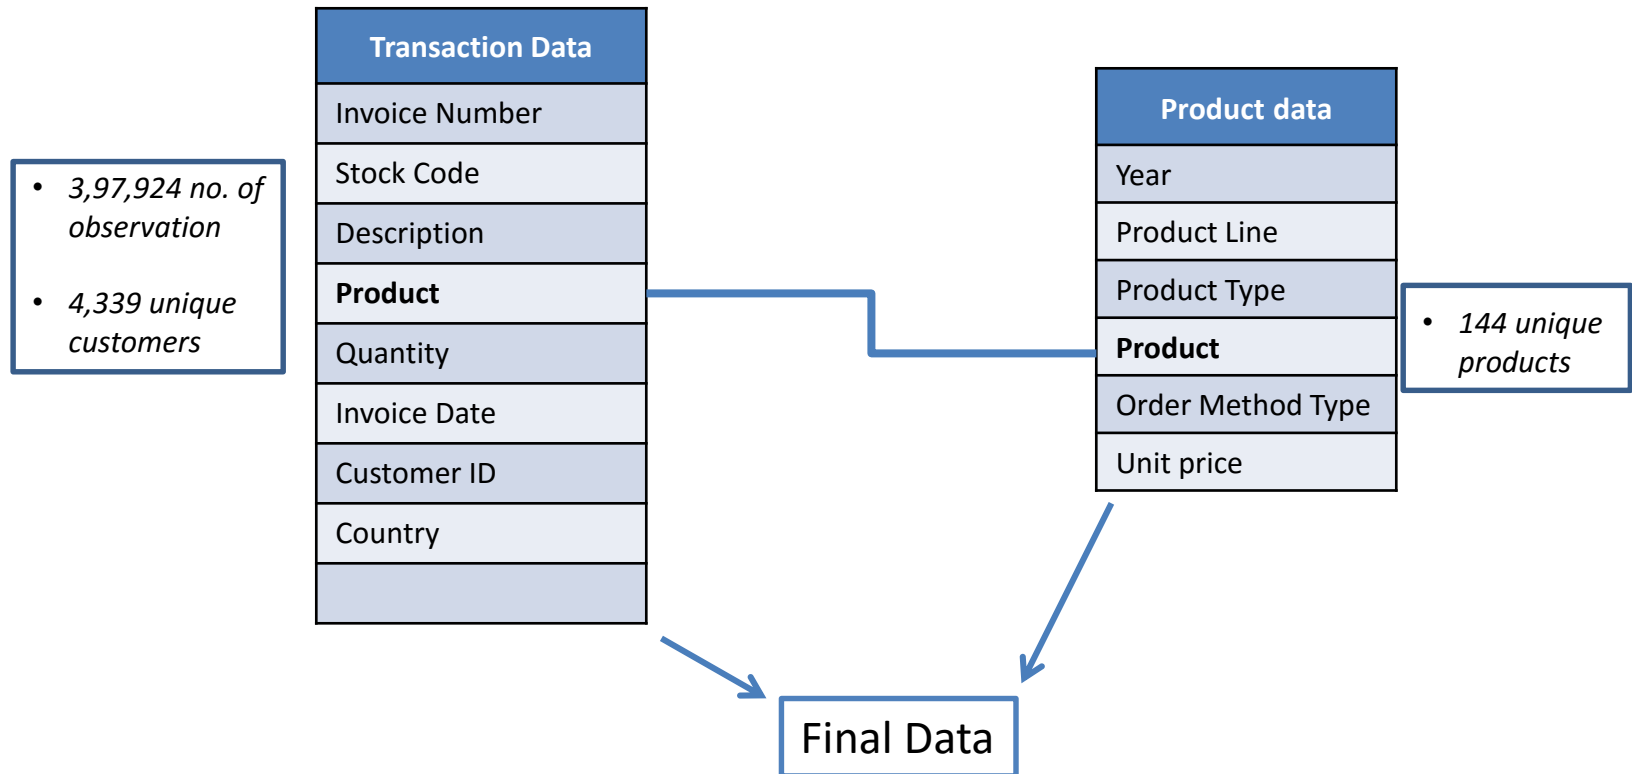 Transaction Data
Invoice Number
Stock Code
Description
Product
Quantity
Invoice Date
Customer ID
Country
• 3,97,924 no. of
observation
• 4,339 unique
customers
Product data
Year
Product Line
Product Type
Product
Order Method Type
Unit price
• 144 unique
products
Final Data